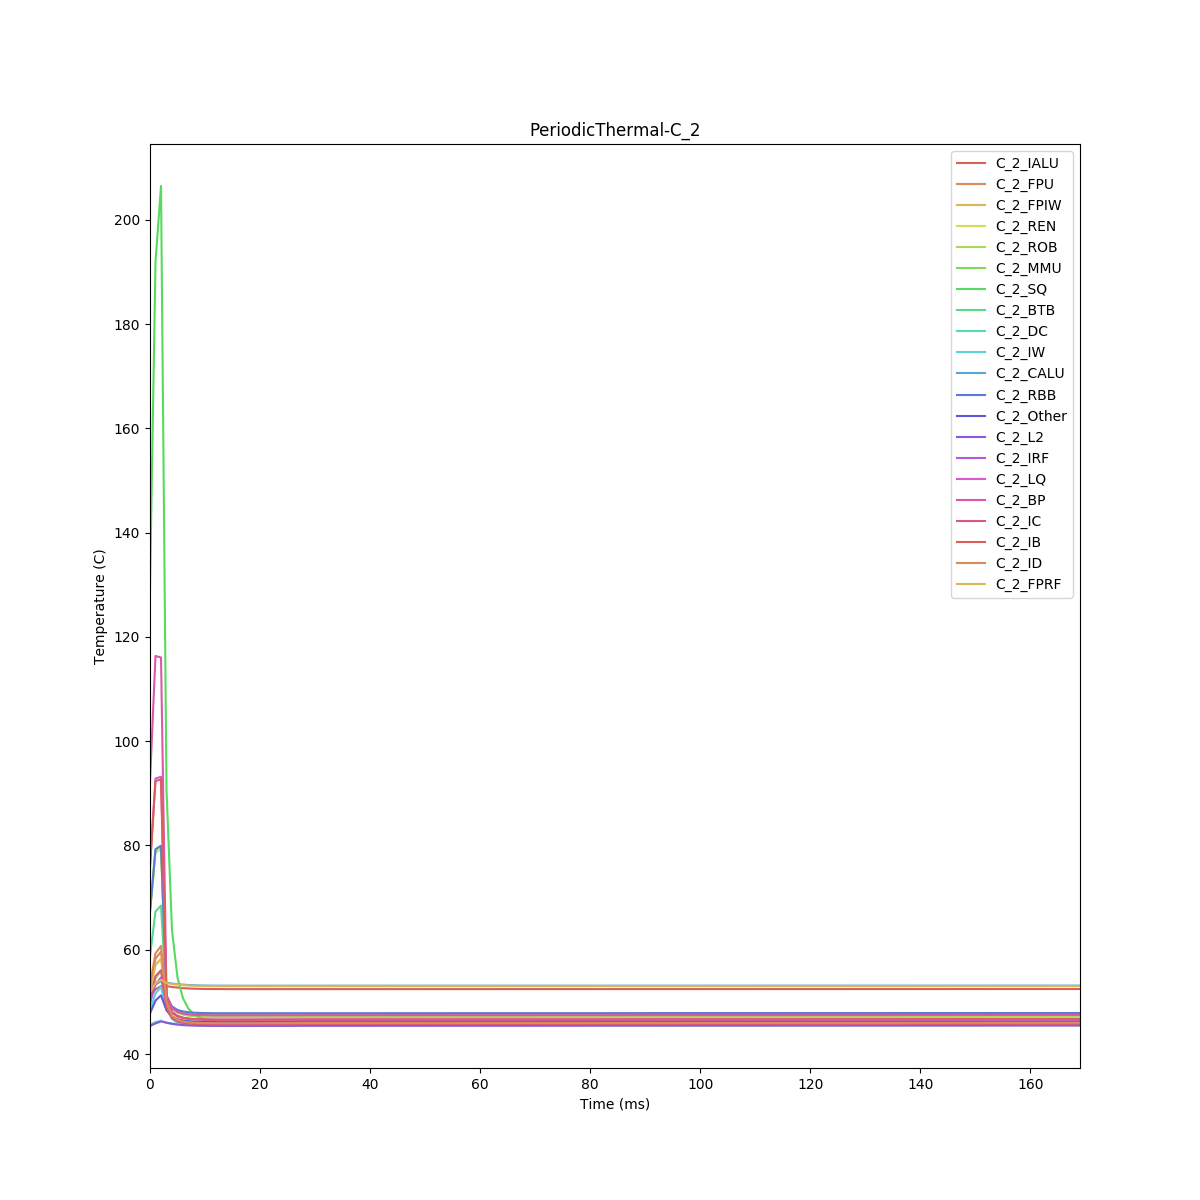 PeriodicThermal-C_2
C_2_IALU
C_2_FPU
C_2_FPIW
C_2_REN
C_2_ROB
C_2_MMU
C_2_SQ
C_2_BTB
C_2_DC
C_2_IW
C_2_CALU
C_2_RBB
C_2_Other
C_2_L2
C_2_IRF
C_2_LQ
C_2_BP
C_2_IC
C_2_IB
C_2_ID
C_2_FPRF
200
180
160
140
120
100
80
60
40
Temperature (C)
0 20 40 60 80 100 120 140 160
Time (ms)